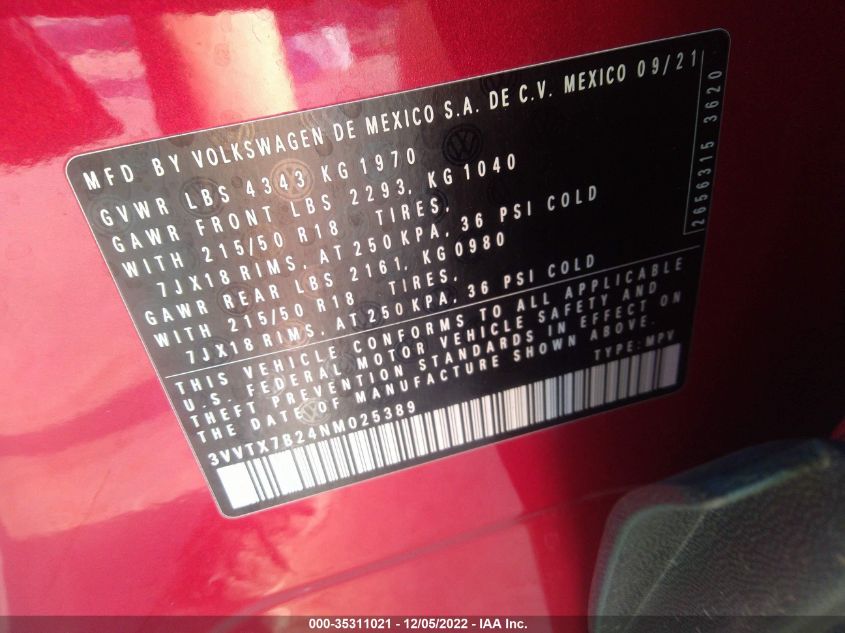 MFD BY VOLKSWAGEN DE MEXICO S.A. DE C.V. MEXICO 09/21
GVWR LBS 4343 KG 1970
GAWR FRONT LBS 2293, KG 1040
WITH 215/50 R18 TIRES,
7JX18 RIMS, AT 250 KPA, 36 PSI COLD
GAWR REAR LBS 2161, KG0980
WITH 215/50 R18 TIRES,
7JX18 RIMS, AT 250 KPA, 36 PSI COLD
2656315 3620
THIS VEHICLE CONFORMS TO ALL APPLICABLE
U.S. FEDERAL MOTOR VEHICLE SAFETY AND
THEFT PREVENTION STANDARDS IN EFFECT ON
THE DATE OF MANUFACTURE SHOWN ABOVE.
3VVTX7B24NM025389 TYPE:MPV
000-35311021 - 12/05/2022 - IAA Inc.